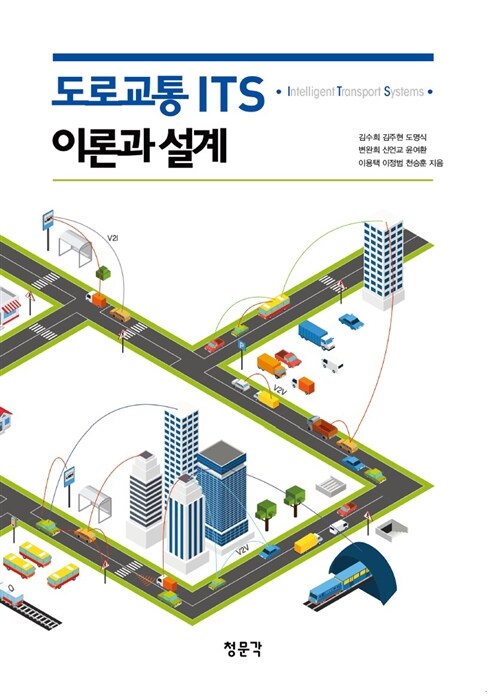 도로교통 ITS • Intelligent Transport Systems •
이론과 설계
김수희 김주현 도명식
변완희 신언교 윤여환
이용택 이정범 천승훈 지음
V2I
P
V2V
V2V
청문각